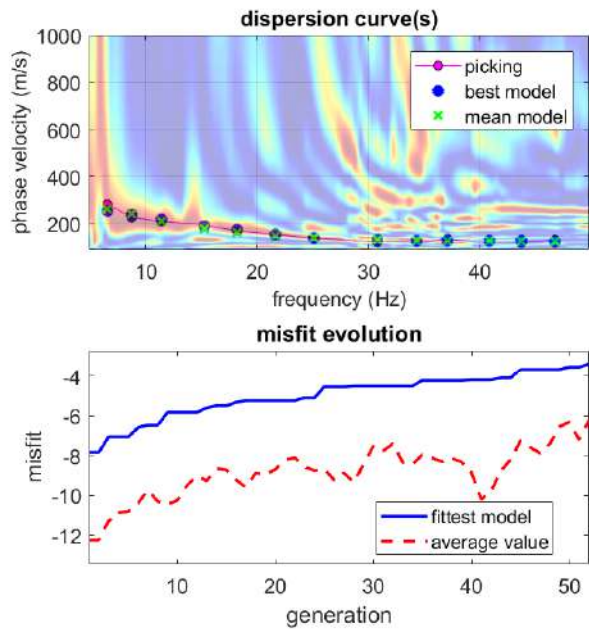 dispersion curve(s)
1000
800
600
400
200
phase velocity (m/s)
picking
best model
mean model
10 20 30 40
frequency (Hz)
misfit evolution
-4
-6
-8
-10
-12
misfit
fittest model
average value
10 20 30 40 50
generation